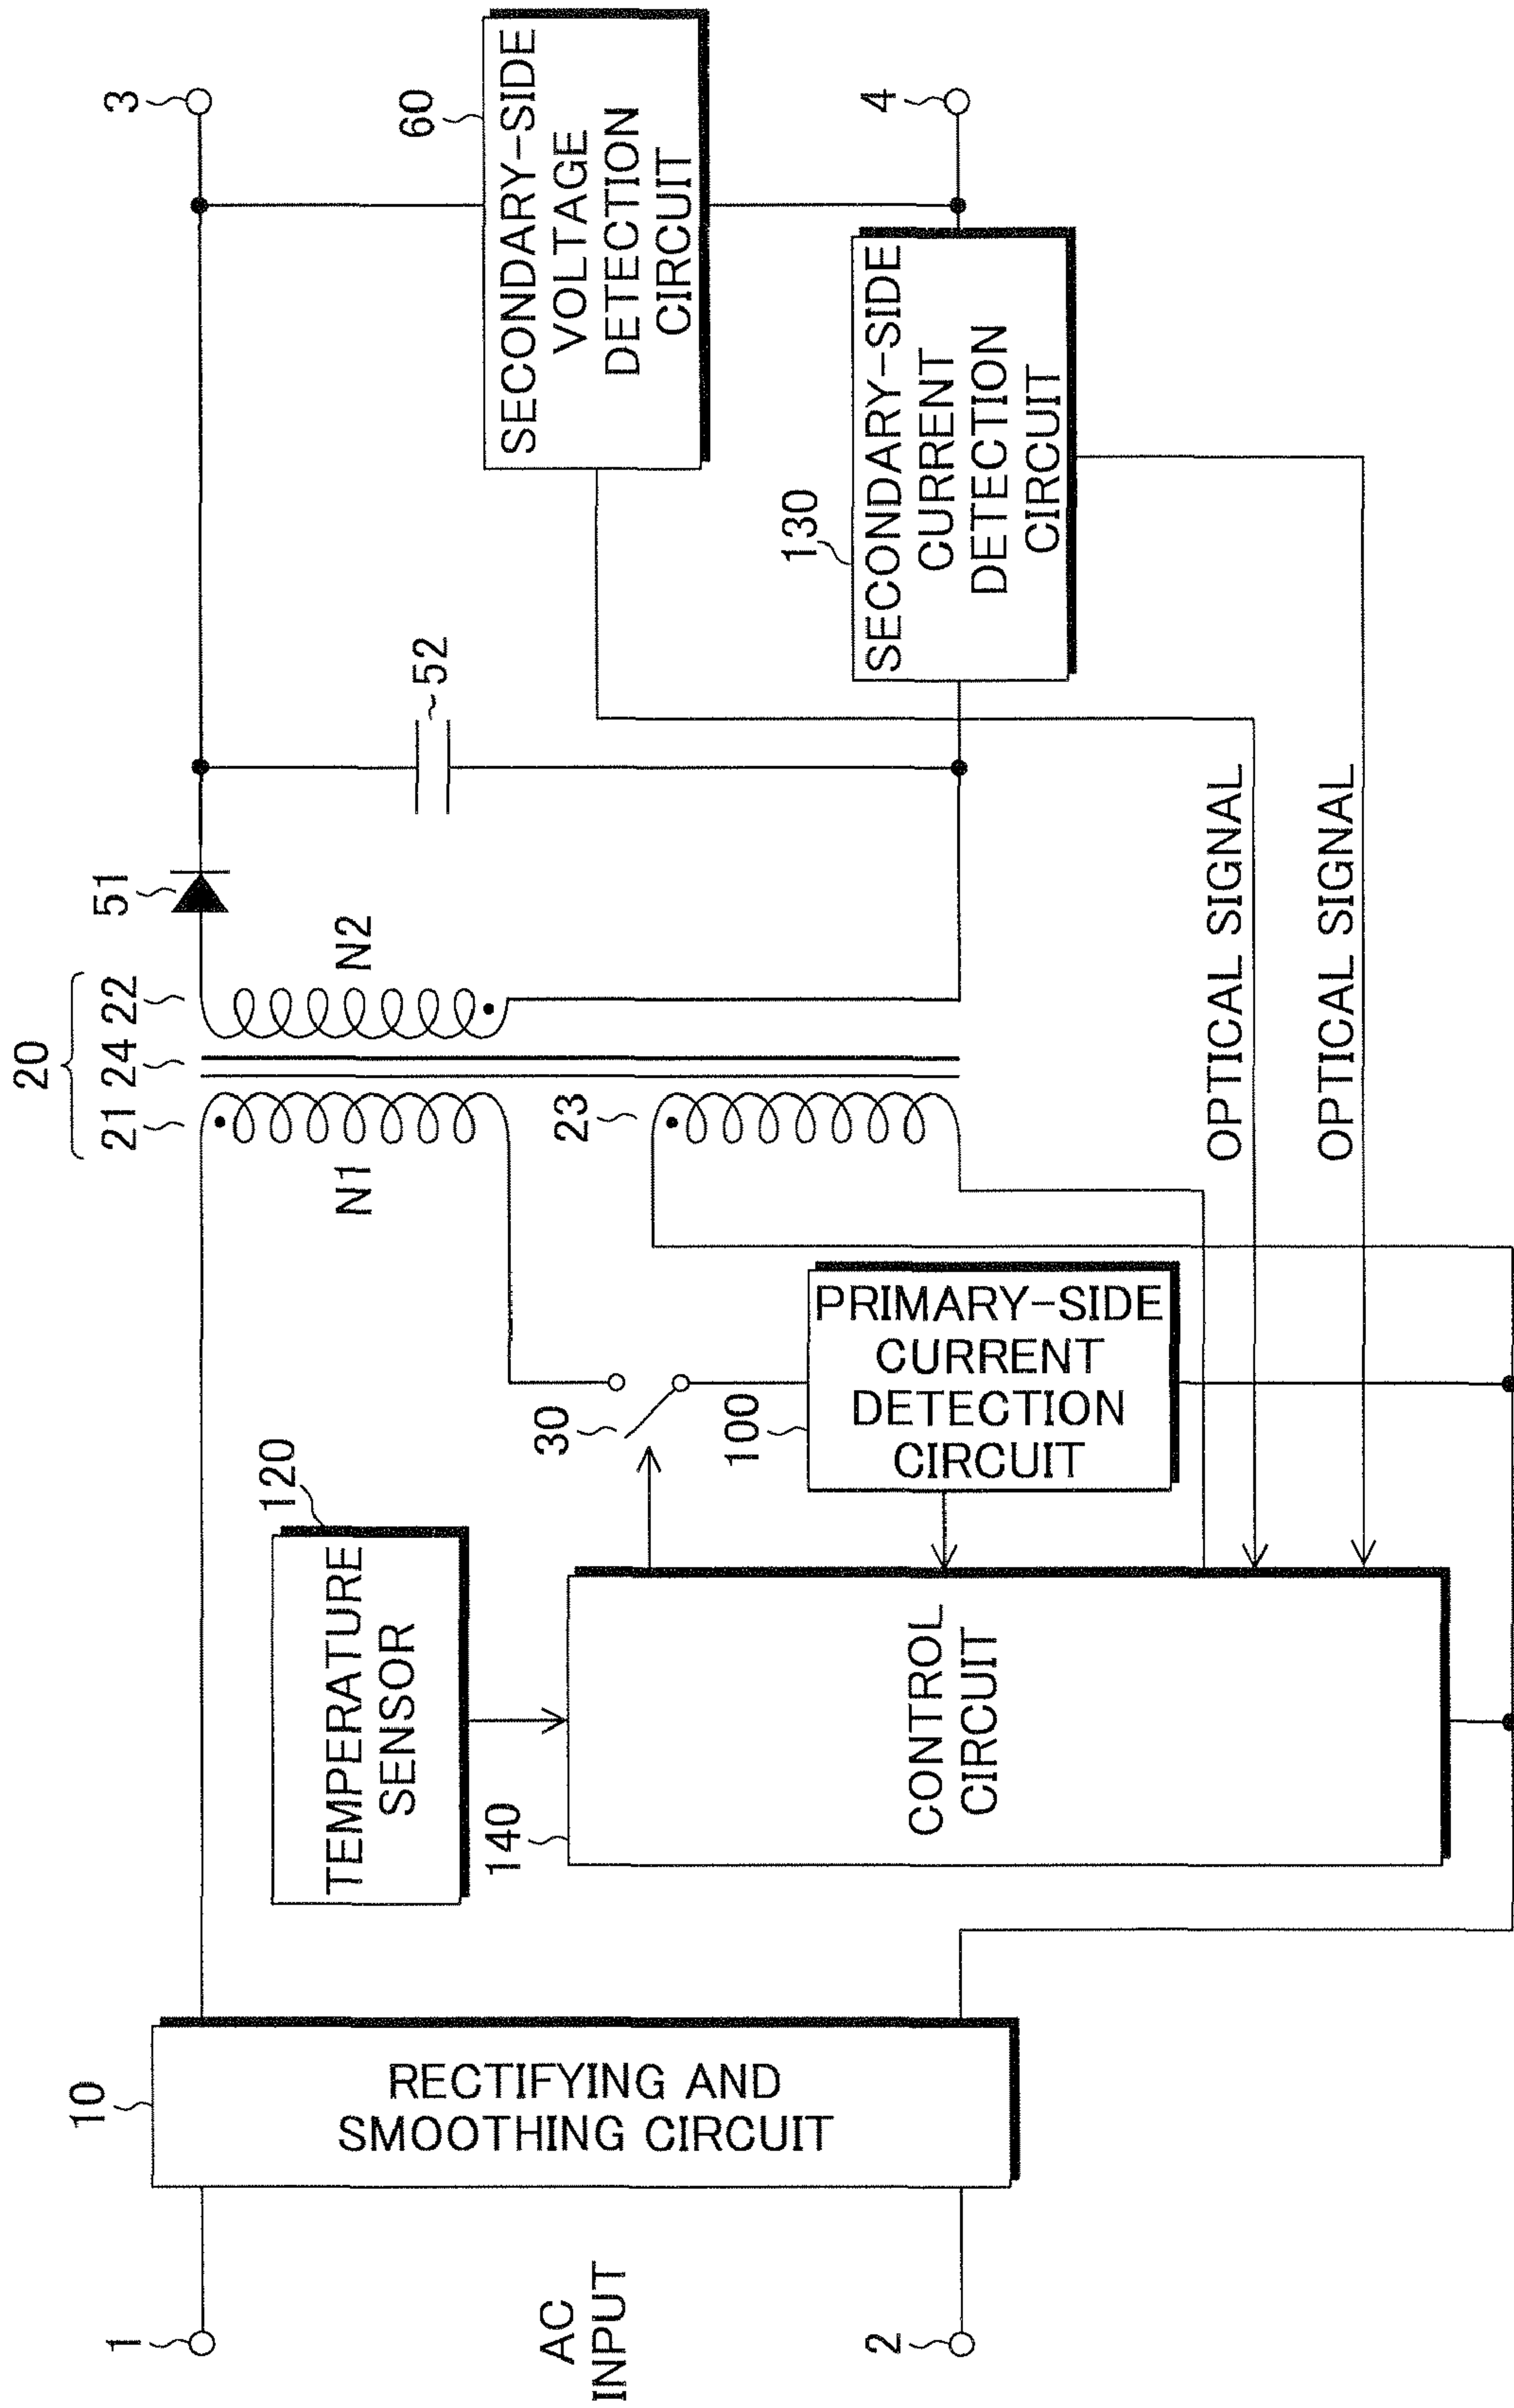 20
21 24 22
51
52
3
60
SECONDARY-SIDE
VOLTAGE
DETECTION
CIRCUIT
N1
N2
1
10
RECTIFYING AND
SMOOTHING CIRCUIT
AC
INPUT
2
120
TEMPERATURE
SENSOR
30
23
140
CONTROL
CIRCUIT
100
PRIMARY-SIDE
CURRENT
DETECTION
CIRCUIT
130
SECONDARY-SIDE
CURRENT
DETECTION
CIRCUIT
4
OPTICAL SIGNAL
OPTICAL SIGNAL